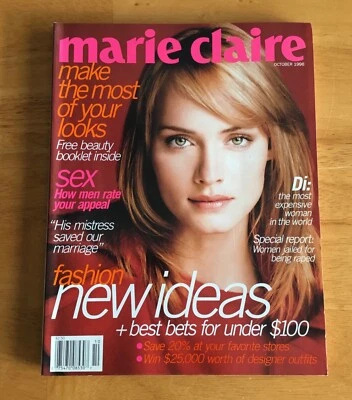 marie claire
OCTOBER 1996
make
the most
of your
looks
Free beauty
booklet inside
sex
How men rate
your appeal
"His mistress
saved our
marriage"
Di:
the most
expensive
woman
in the world
Special report:
Women jailed for
being raped
fashion
new ideas
+ best bets for under $100
• Save 20% at your favorite stores
• Win $25,000 worth of designer outfits